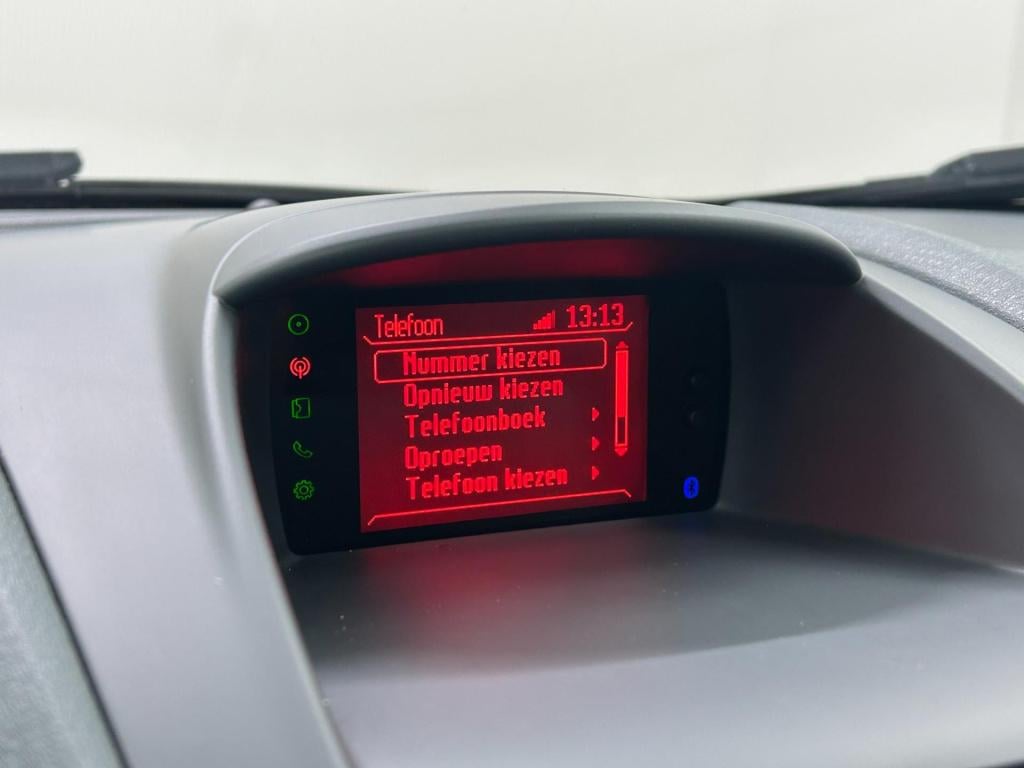 Telefoon 13:13
Nummer kiezen
Opnieuw kiezen
Telefoonboek
Oproepen
Telefoon kiezen